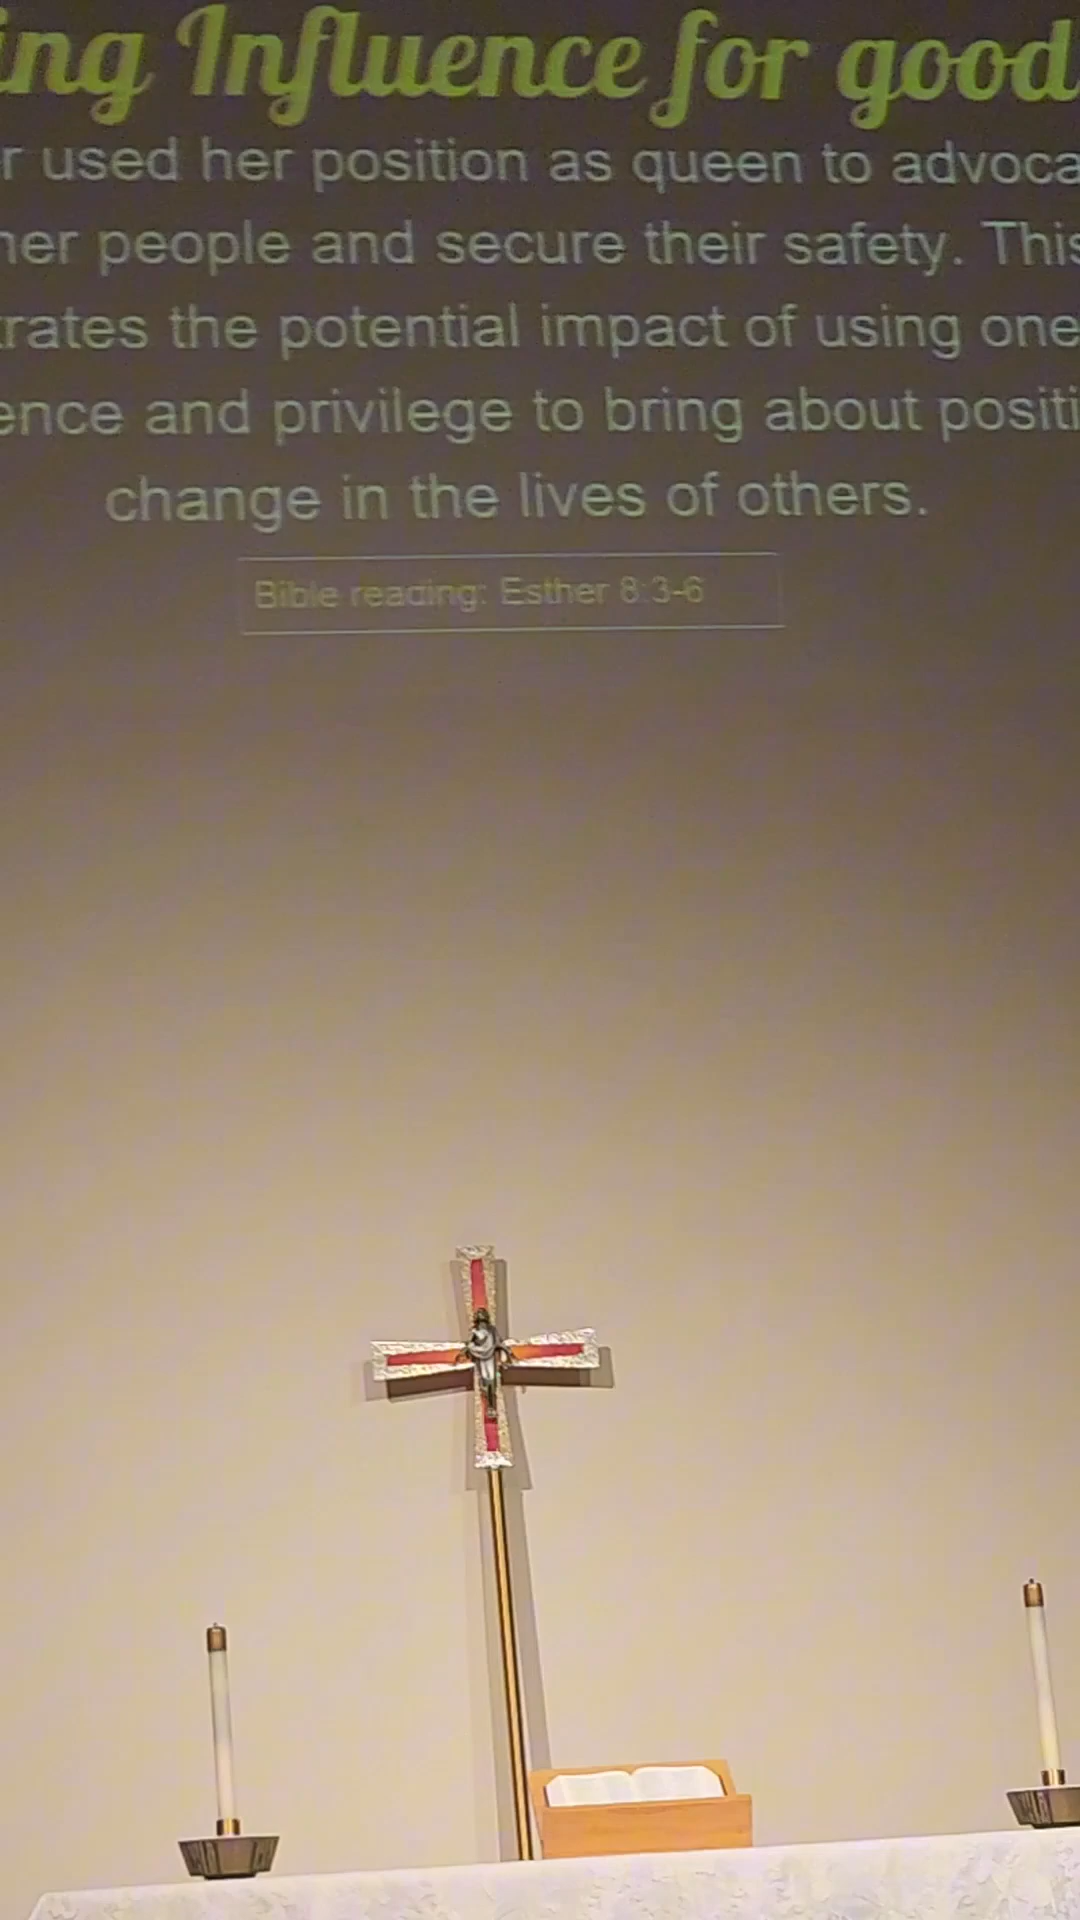 ing Influence for good
r used her position as queen to advoca
her people and secure their safety. This
trates the potential impact of using one
ence and privilege to bring about positi
change in the lives of others.
Bible reading: Esther 8:3-6